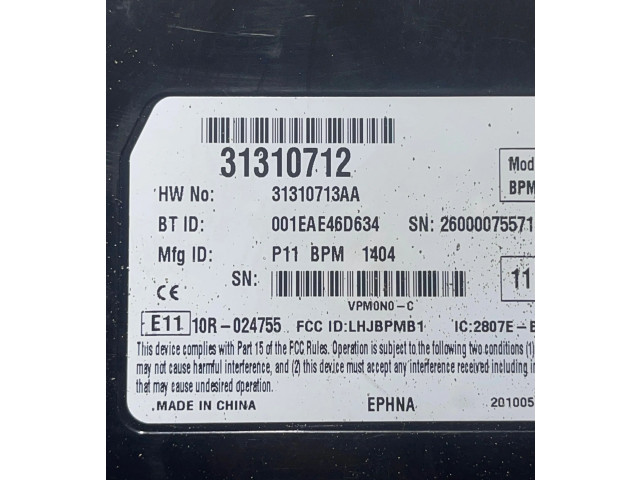 31310712
Mod
BPM
HW No: 31310713AA
BT ID: 001EAE46D634 SN: 26000075571
Mfg ID: P11 BPM 1404
SN:
11
VPM0N0-C
CE
E11 10R-024755 FCC ID:LHJBPMB1 IC:2807E-B
This device complies with Part 15 of the FCC Rules. Operation is subject to the following two conditions (1)
may not cause harmful interference, and (2) this device must accept any interference received, including in
that may cause undesired operation.
MADE IN CHINA EPHNA 201005